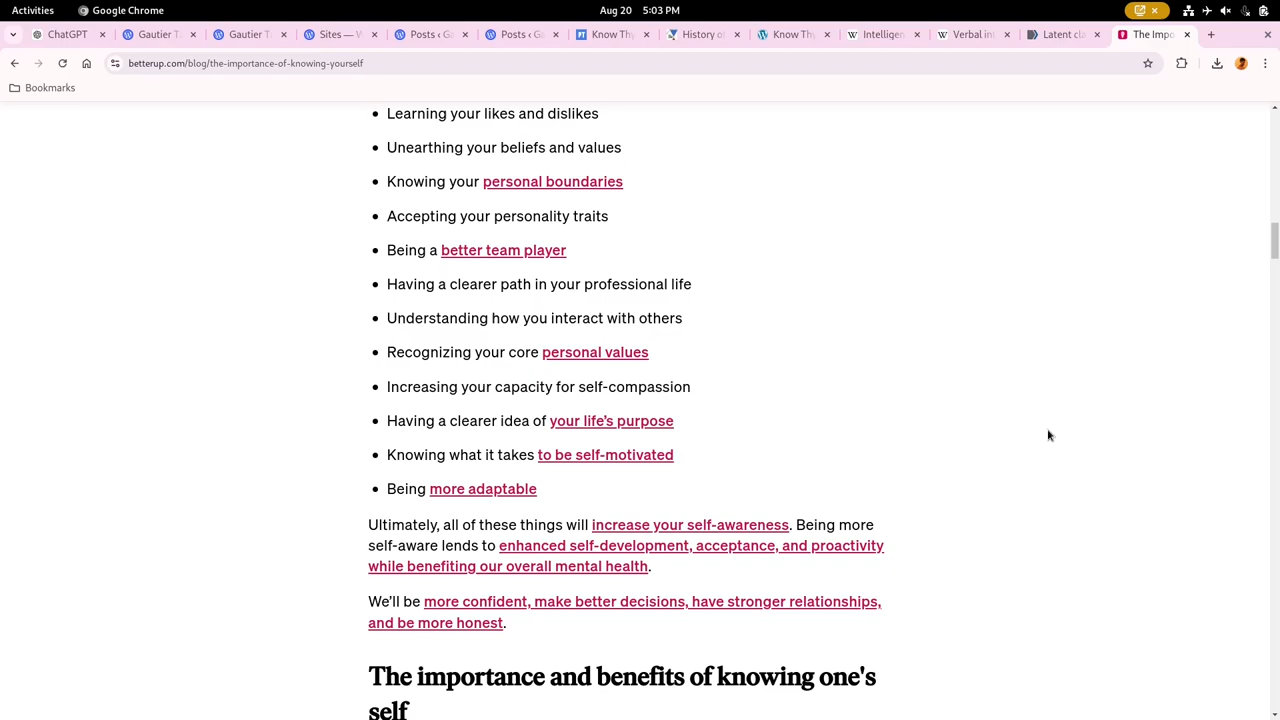 Activities
Google Chrome
Aug 20 5:03 PM
ChatGPT
Gautier T
Gautier T
Sites — W
Posts ‹ Ga
Posts ‹ Ga
Know Thy
History of
Know Thy
Intelligen
Verbal in
Latent cla
The Impo
betterup.com/blog/the-importance-of-knowing-yourself
Bookmarks
• Learning your likes and dislikes
• Unearthing your beliefs and values
• Knowing your personal boundaries
• Accepting your personality traits
• Being a better team player
• Having a clearer path in your professional life
• Understanding how you interact with others
• Recognizing your core personal values
• Increasing your capacity for self-compassion
• Having a clearer idea of your life’s purpose
• Knowing what it takes to be self-motivated
• Being more adaptable
Ultimately, all of these things will increase your self-awareness. Being more
self-aware lends to enhanced self-development, acceptance, and proactivity
while benefiting our overall mental health.
We’ll be more confident, make better decisions, have stronger relationships,
and be more honest.
The importance and benefits of knowing one's
self